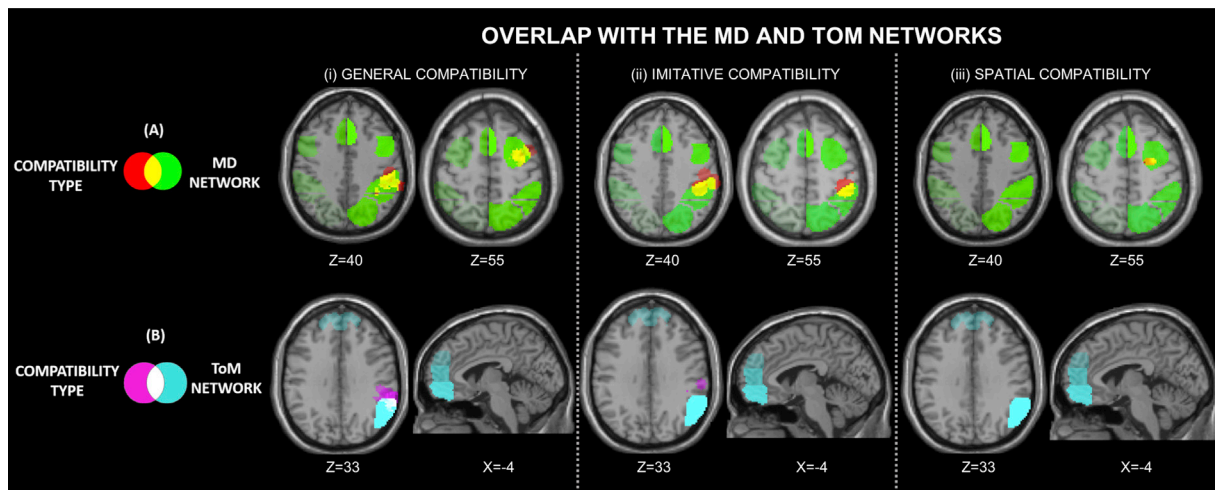 OVERLAP WITH THE MD AND TOM NETWORKS
(i) GENERAL COMPATIBILITY
(ii) IMITATIVE COMPATIBILITY
(iii) SPATIAL COMPATIBILITY
(A)
COMPATIBILITY
TYPE
MD
NETWORK
Z=40
Z=55
Z=40
Z=55
Z=40
Z=55
(B)
COMPATIBILITY
TYPE
ToM
NETWORK
Z=33
X=-4
Z=33
X=-4
Z=33
X=-4